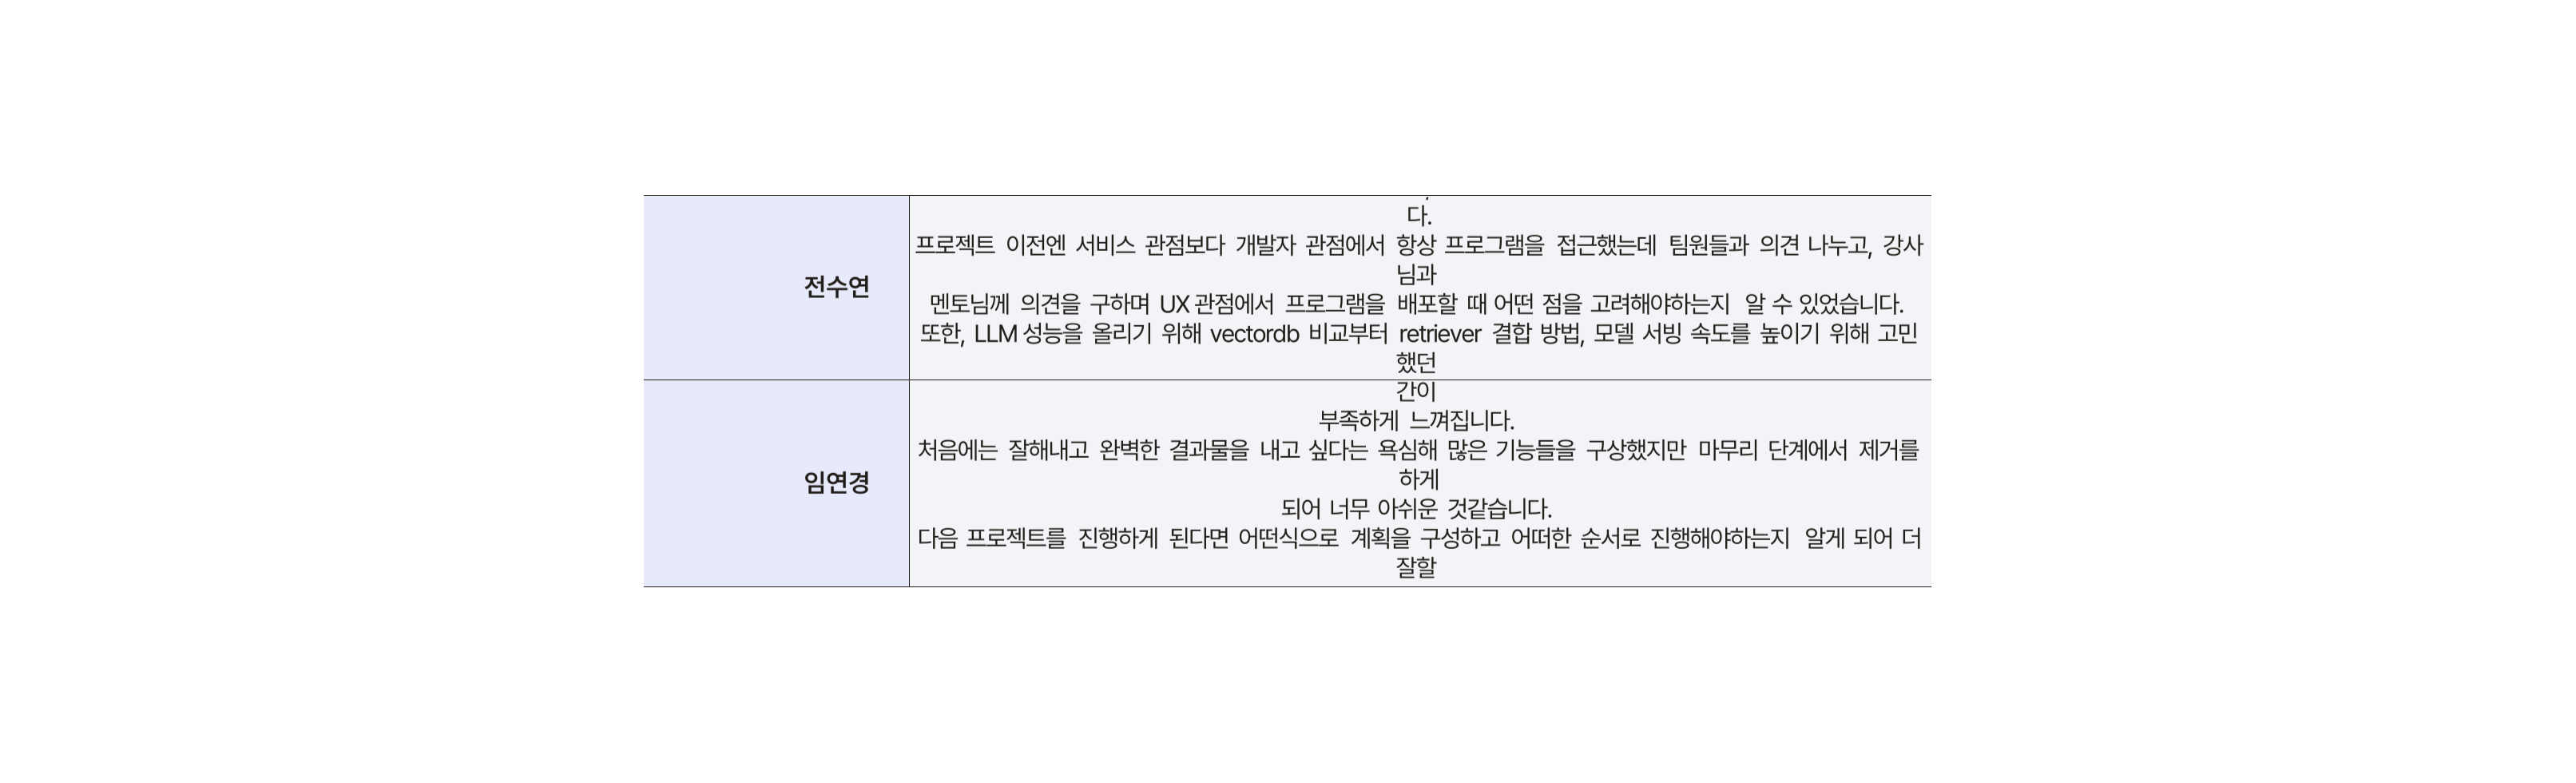 전수연
다.
프로젝트 이전엔 서비스 관점보다 개발자 관점에서 항상 프로그램을 접근했는데 팀원들과 의견 나누고, 강사
님과
멘토님께 의견을 구하며 UX 관점에서 프로그램을 배포할 때 어떤 점을 고려해야하는지 알 수 있었습니다.
또한, LLM 성능을 올리기 위해 vectordb 비교부터 retriever 결합 방법, 모델 서빙 속도를 높이기 위해 고민
했던
임연경
간이
부족하게 느껴집니다.
처음에는 잘해내고 완벽한 결과물을 내고 싶다는 욕심해 많은 기능들을 구상했지만 마무리 단계에서 제거를
하게
되어 너무 아쉬운 것같습니다.
다음 프로젝트를 진행하게 된다면 어떤식으로 계획을 구성하고 어떠한 순서로 진행해야하는지 알게 되어 더
잘할